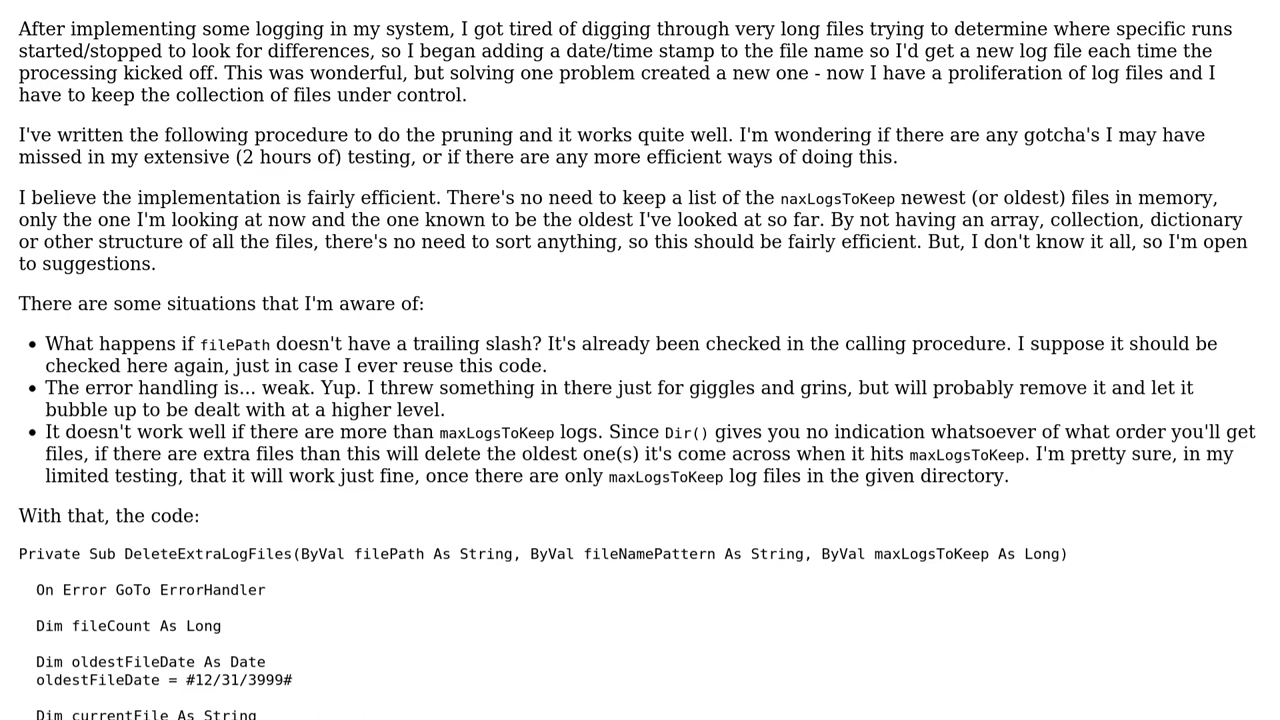 After implementing some logging in my system, I got tired of digging through very long files trying to determine where specific runs
started/stopped to look for differences, so I began adding a date/time stamp to the file name so I'd get a new log file each time the
processing kicked off. This was wonderful, but solving one problem created a new one - now I have a proliferation of log files and I
have to keep the collection of files under control.
I've written the following procedure to do the pruning and it works quite well. I'm wondering if there are any gotcha's I may have
missed in my extensive (2 hours of) testing, or if there are any more efficient ways of doing this.
I believe the implementation is fairly efficient. There's no need to keep a list of the naxLogsToKeep newest (or oldest) files in memory,
only the one I'm looking at now and the one known to be the oldest I've looked at so far. By not having an array, collection, dictionary
or other structure of all the files, there's no need to sort anything, so this should be fairly efficient. But, I don't know it all, so I'm open
to suggestions.
There are some situations that I'm aware of:
• What happens if filePath doesn't have a trailing slash? It's already been checked in the calling procedure. I suppose it should be
checked here again, just in case I ever reuse this code.
• The error handling is... weak. Yup. I threw something in there just for giggles and grins, but will probably remove it and let it
bubble up to be dealt with at a higher level.
• It doesn't work well if there are more than maxLogsToKeep logs. Since Dir() gives you no indication whatsoever of what order you'll get
files, if there are extra files than this will delete the oldest one(s) it's come across when it hits maxLogsToKeep. I'm pretty sure, in my
limited testing, that it will work just fine, once there are only maxLogsToKeep log files in the given directory.
With that, the code:
Private Sub DeleteExtraLogFiles(ByVal filePath As String, ByVal fileNamePattern As String, ByVal maxLogsToKeep As Long)
On Error GoTo ErrorHandler
Dim fileCount As Long
Dim oldestFileDate As Date
oldestFileDate = #12/31/3999#
Dim currentFile As String